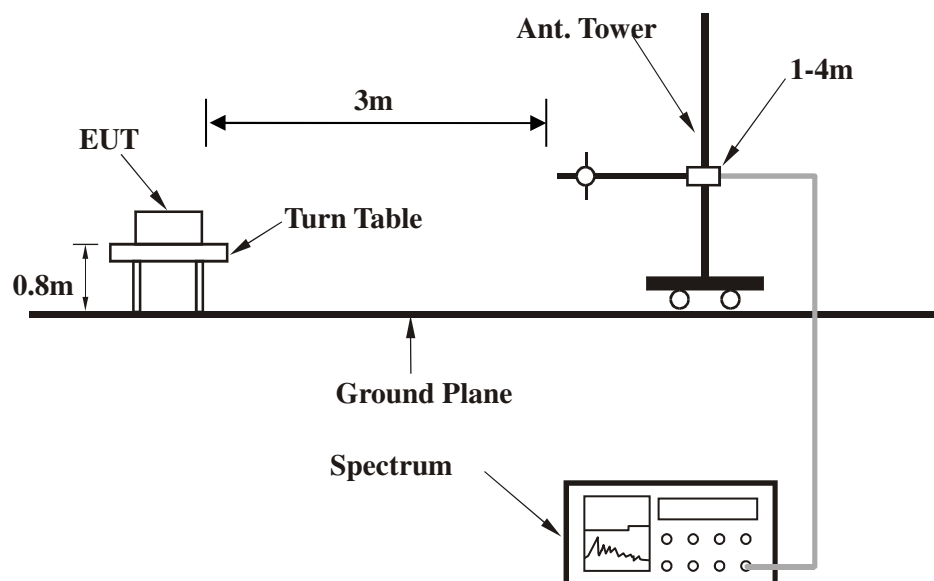 Ant. Tower
1-4m
3m
EUT
Turn Table
0.8m
Ground Plane
Spectrum